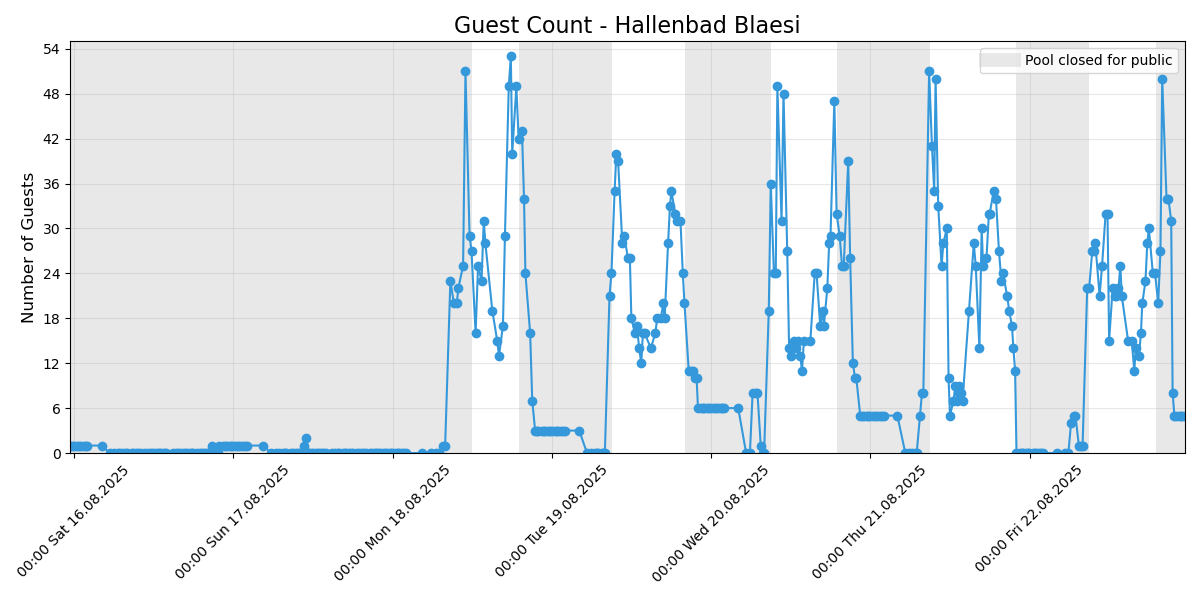 Guest Count - Hallenbad Blaesi
Pool closed for public
Number of Guests
54
48
42
36
30
24
18
12
6
0
00:00 Sat 16.08.2025
00:00 Sun 17.08.2025
00:00 Mon 18.08.2025
00:00 Tue 19.08.2025
00:00 Wed 20.08.2025
00:00 Thu 21.08.2025
00:00 Fri 22.08.2025